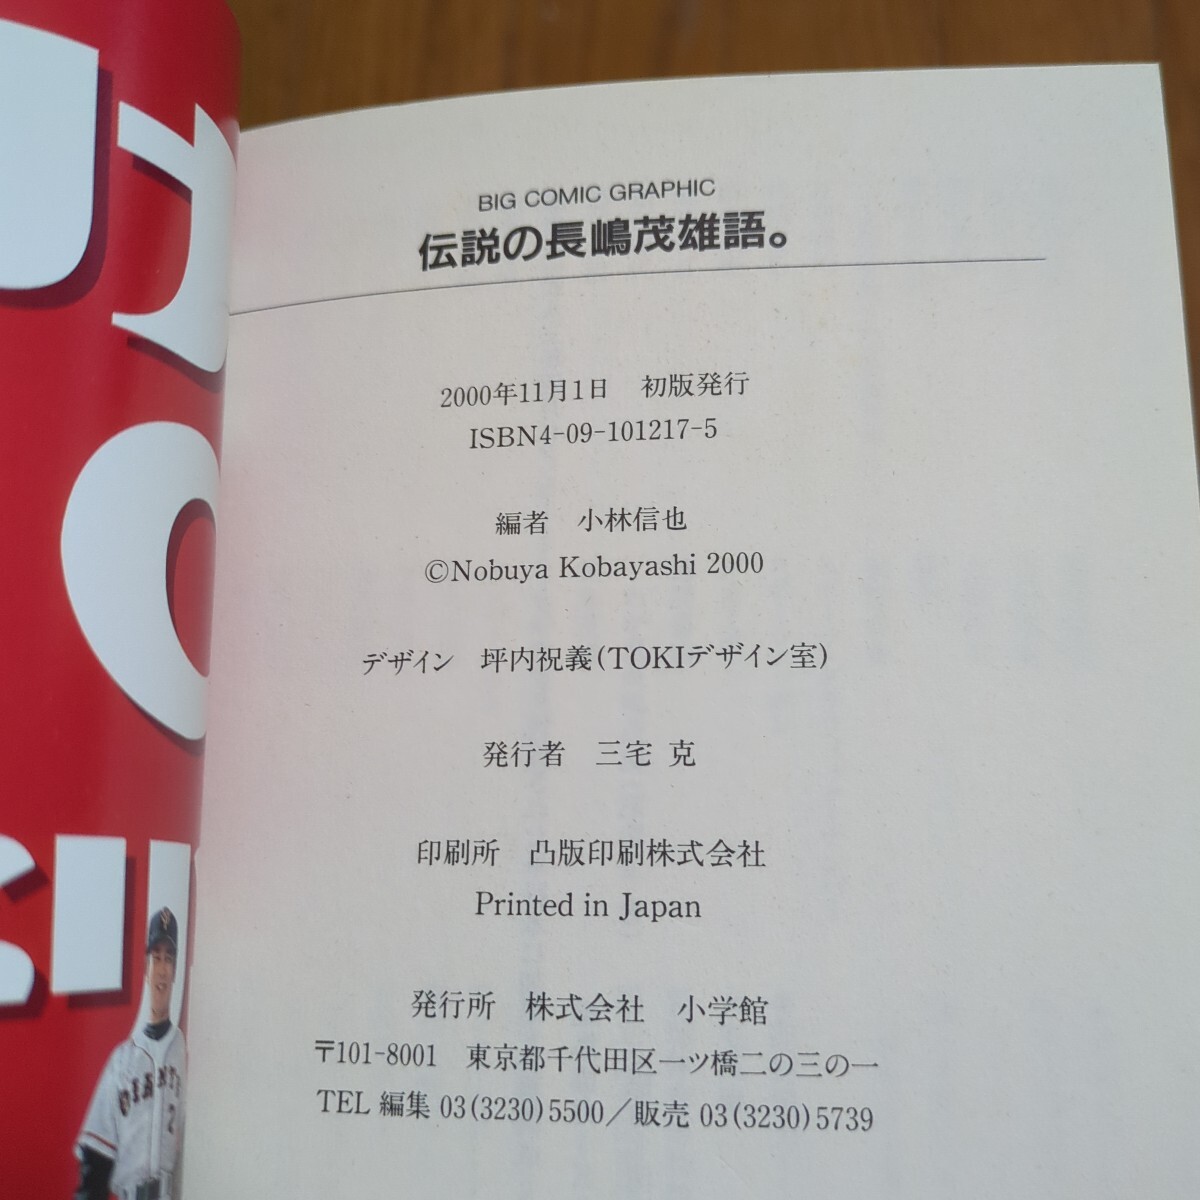 BIG COMIC GRAPHIC
伝説の長嶋茂雄語。
2000年11月1日　初版発行
ISBN4-09-101217-5
編者　小林信也
©Nobuya Kobayashi 2000
デザイン　坪内祝義(TOKIデザイン室)
発行者　三宅 克
印刷所　凸版印刷株式会社
Printed in Japan
発行所　株式会社　小学館
〒101-8001　東京都千代田区一ツ橋二の三の一
TEL 編集 03(3230)5500／販売 03(3230)5739
GIANTS
2